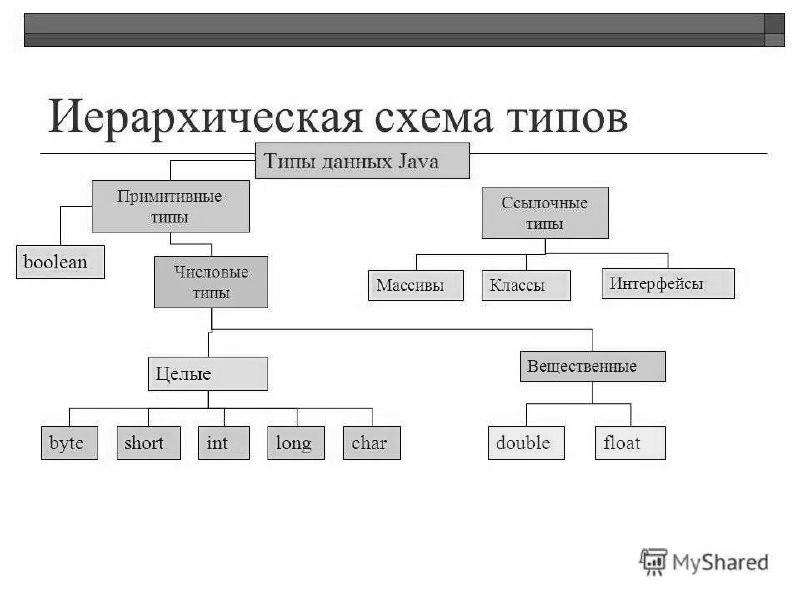 Иерархическая схема типов
Типы данных Java
Примитивные
типы
Ссылочные
типы
boolean
Числовые
типы
Массивы
Классы
Интерфейсы
Целые
Вещественные
byte
short
int
long
char
double
float
MyShared